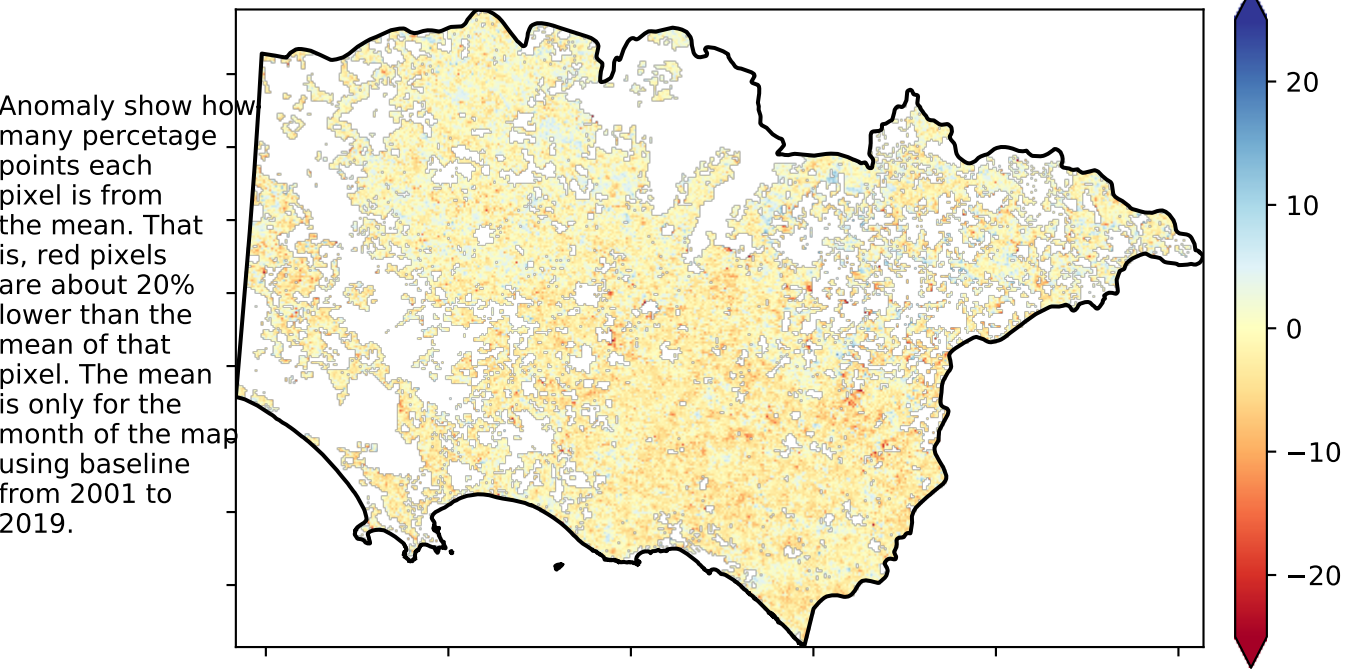 Anomaly show how
many percetage
points each
pixel is from
the mean. That
is, red pixels
are about 20%
lower than the
mean of that
pixel. The mean
is only for the
month of the map
using baseline
from 2001 to
2019.
20
10
0
−10
−20